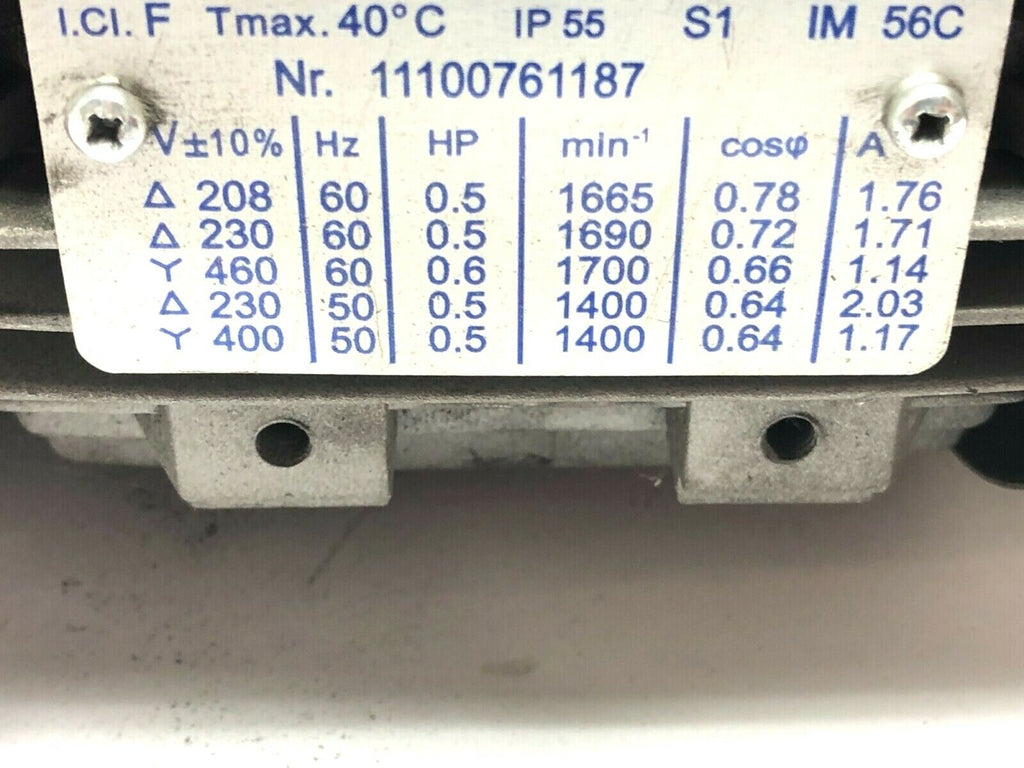 I.Cl. F Tmax. 40°C IP 55 S1 IM 56C
Nr. 11100761187
V±10% Hz HP min⁻¹ cosφ A
Δ 208 60 0.5 1665 0.78 1.76
Δ 230 60 0.5 1690 0.72 1.71
Y 460 60 0.6 1700 0.66 1.14
Δ 230 50 0.5 1400 0.64 2.03
Y 400 50 0.5 1400 0.64 1.17